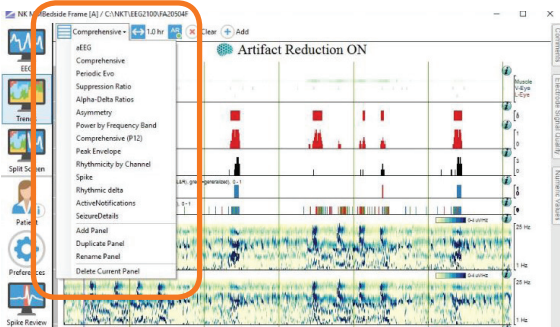 NK MyBedside Frame [A] / C:\NKT\EEG2100\FA20504F
Comprehensive 1.0 hr AR Clear Add
Artifact Reduction ON
EEG
Trends
Split Screen
Patient
Preferences
Spike Review
aEEG
Comprehensive
Periodic Evo
Suppression Ratio
Alpha-Delta Ratios
Asymmetry
Power by Frequency Band
Comprehensive (P12)
Peak Envelope
Rhythmicity by Channel
Spike
Rhythmic delta
ActiveNotifications
SeizureDetails
Add Panel
Duplicate Panel
Rename Panel
Delete Current Panel
Muscle
V-Eye
L-Eye
25 Hz
1 Hz
25 Hz
1 Hz
Comments
Electrode Signal Quality
Numeric Values